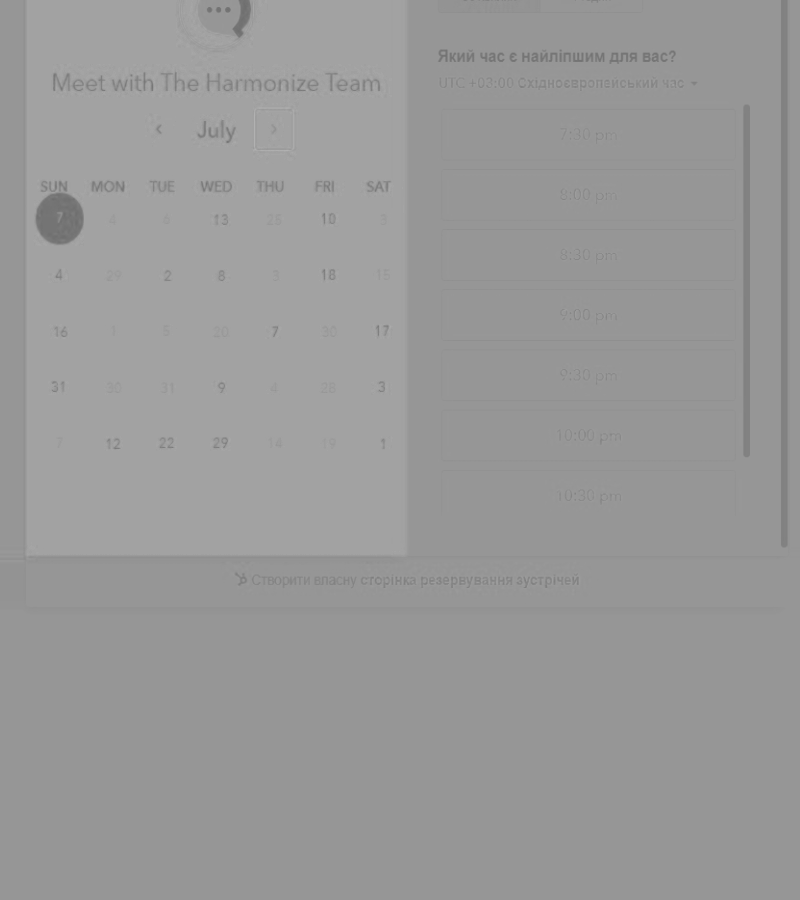 Meet with The Harmonize Team
July
SUN MON TUE WED THU FRI SAT
7 4 6 13 26 10 3
4 29 2 8 3 18 15
16 1 5 20 7 30 17
31 30 31 9 4 28 3
7 12 22 29 14 19 1
Який час є найліпшим для вас?
UTC +03:00 Східноєвропейський час
7:30 pm
8:00 pm
8:30 pm
9:00 pm
9:30 pm
10:00 pm
10:30 pm
Створити власну сторінка резервування зустрічей